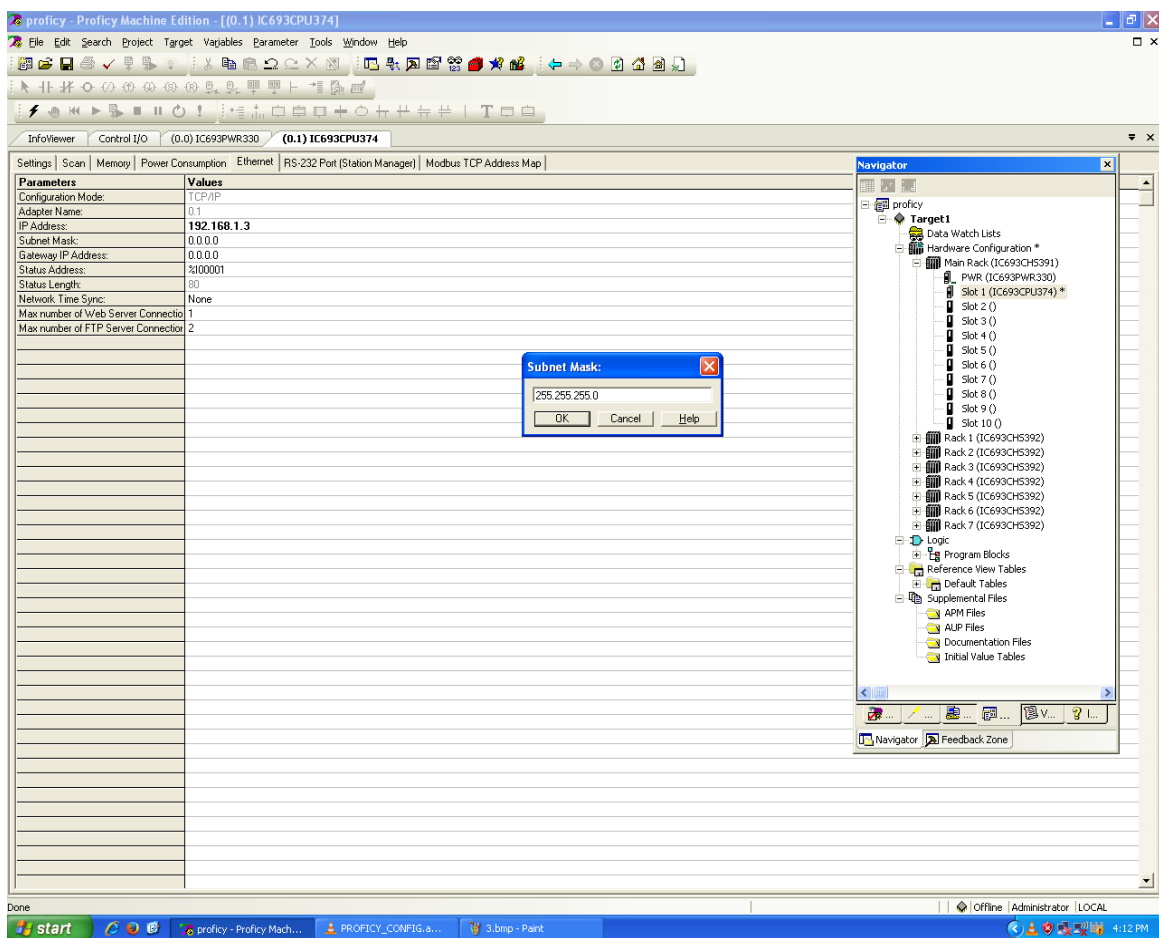 proficy - Proficy Machine Edition - [(0.1) IC693CPU374]
File Edit Search Project Target Variables Parameter Tools Window Help
InfoViewer Control I/O (0.0) IC693PWR330 (0.1) IC693CPU374
Settings Scan Memory Power Consumption Ethernet RS-232 Port (Station Manager) Modbus TCP Address Map
Parameters Values
Configuration Mode: TCP/IP
Adapter Name: 0.1
IP Address: 192.168.1.3
Subnet Mask: 0.0.0.0
Gateway IP Address: 0.0.0.0
Status Address: %I00001
Status Length: 80
Network Time Sync: None
Max number of Web Server Connectio 1
Max number of FTP Server Connection 2
Subnet Mask:
255.255.255.0
OK Cancel Help
Navigator
proficy
Target1
Data Watch Lists
Hardware Configuration *
Main Rack (IC693CHS391)
PWR (IC693PWR330)
Slot 1 (IC693CPU374) *
Slot 2 ()
Slot 3 ()
Slot 4 ()
Slot 5 ()
Slot 6 ()
Slot 7 ()
Slot 8 ()
Slot 9 ()
Slot 10 ()
Rack 1 (IC693CHS392)
Rack 2 (IC693CHS392)
Rack 3 (IC693CHS392)
Rack 4 (IC693CHS392)
Rack 5 (IC693CHS392)
Rack 6 (IC693CHS392)
Rack 7 (IC693CHS392)
Logic
Program Blocks
Reference View Tables
Default Tables
Supplemental Files
APM Files
AUP Files
Documentation Files
Initial Value Tables
... ... ... ... V... I...
Navigator Feedback Zone
Done Offline Administrator LOCAL
start proficy - Proficy Mach... PROFICY_CONFIG.a... 3.bmp - Paint 4:12 PM